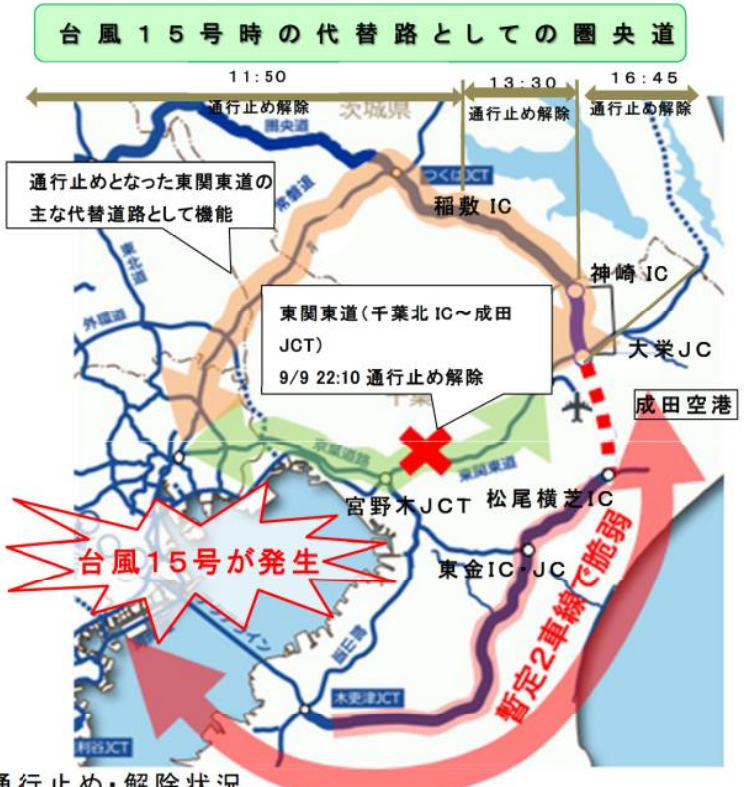 台風１５号時の代替路としての圏央道
11:50
13:30
16:45
通行止め解除
通行止め解除
通行止め解除
茨城県
圏央道
つくばJCT
常磐道
通行止めとなった東関東道の
主な代替道路として機能
稲敷 IC
神崎 IC
東北道
外環道
東関東道(千葉北 IC～成田
JCT)
9/9 22:10 通行止め解除
大栄JC
成田空港
千葉
京葉道路
東関東道
宮野木JCT
松尾横芝IC
台風15号が発生
東金IC・JC
暫定2車線で脆弱
館山道
木更津JCT
通行止め・解除状況